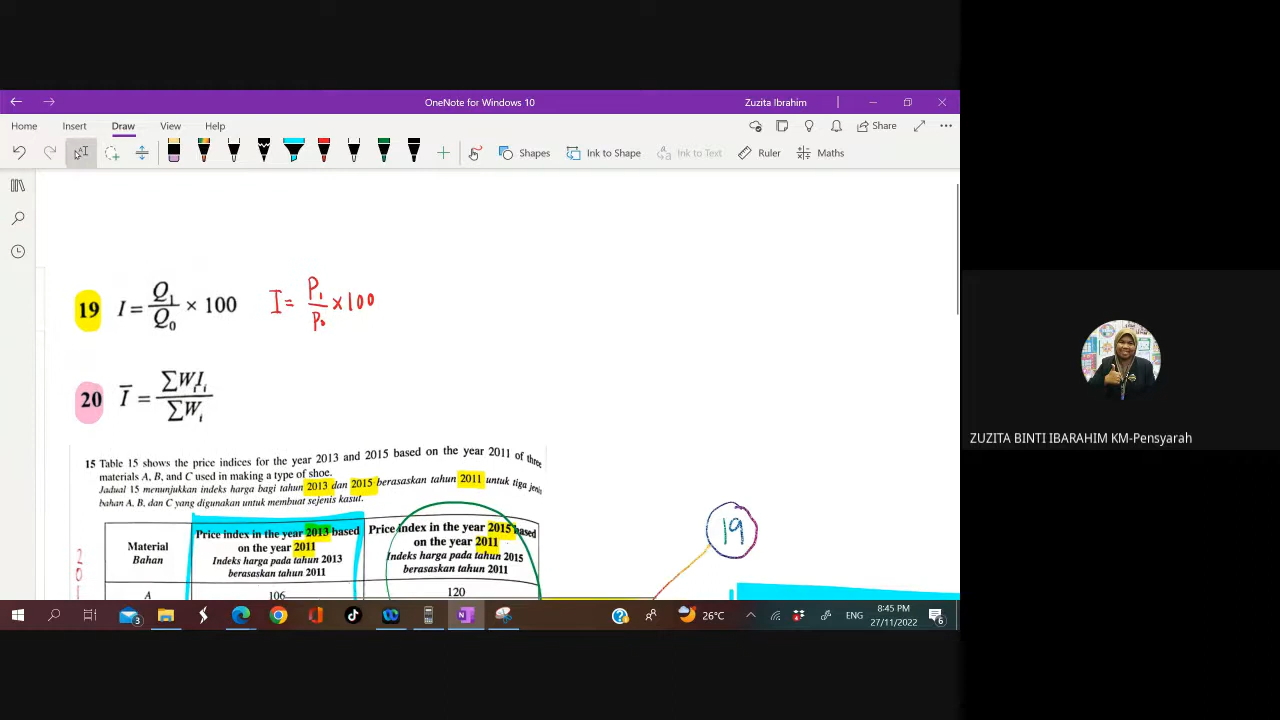 OneNote for Windows 10
Zuzita Ibrahim
Home Insert Draw View Help
Share
Shapes
Ink to Shape
Ink to Text
Ruler
Maths
19 I = Q₁/Q₀ × 100
I = P₁/P₀ × 100
20 Ī = ∑WᵢIᵢ/∑Wᵢ
15 Table 15 shows the price indices for the year 2013 and 2015 based on the year 2011 of three
materials A, B, and C used in making a type of shoe.
Jadual 15 menunjukkan indeks harga bagi tahun 2013 dan 2015 berasaskan tahun 2011 untuk tiga jenis
bahan A, B, dan C yang digunakan untuk membuat sejenis kasut.
Material
Bahan
Price index in the year 2013 based
on the year 2011
Indeks harga pada tahun 2013
berasaskan tahun 2011
Price index in the year 2015 based
on the year 2011
Indeks harga pada tahun 2015
berasaskan tahun 2011
A 106 120
2
0
19
ZUZITA BINTI IBARAHIM KM-Pensyarah
3
26°C
ENG
8:45 PM
27/11/2022
6